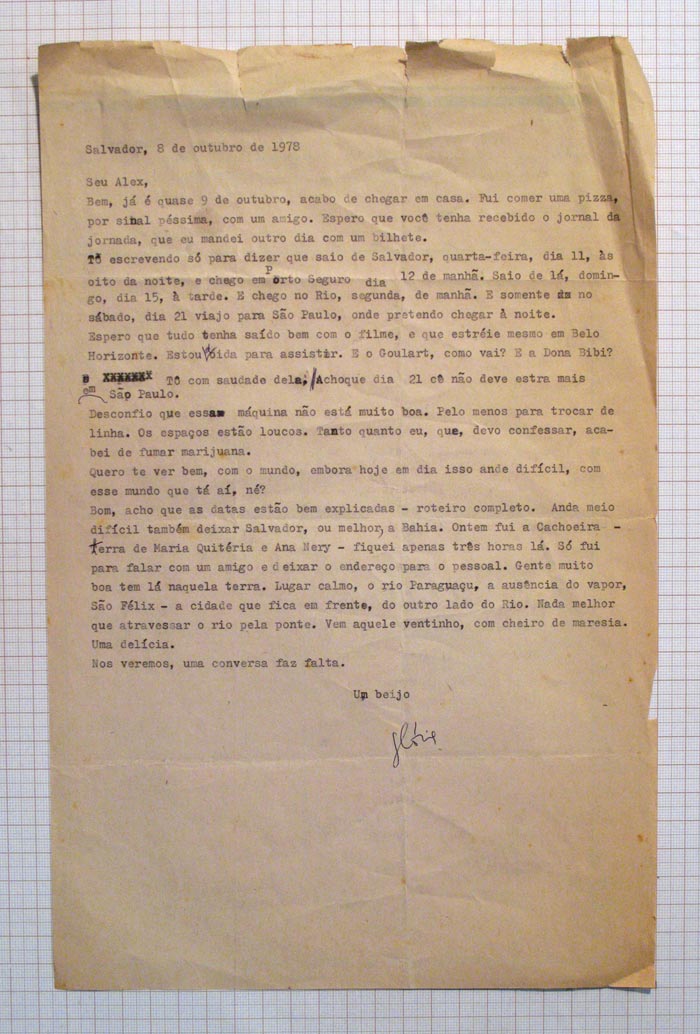 Salvador, 8 de outubro de 1978
Seu Alex,
Bem, já é quase 9 de outubro, acabo de chegar em casa. Fui comer uma pizza,
por sinal péssima, com um amigo. Espero que você tenha recebido o jornal da
jornada, que eu mandei outro dia com um bilhete.
Tô escrevendo só para dizer que saio de Salvador, quarta-feira, dia 11, às
oito da noite, e chego em Porto Seguro dia 12 de manhã. Saio de lá, domin-
go, dia 15, à tarde. E chego no Rio, segunda, de manhã. E somente no
sábado, dia 21 viajo para São Paulo, onde pretendo chegar à noite.
Espero que tudo tenha saído bem com o filme, e que estréie mesmo em Belo
Horizonte. Estou doida para assistir. E o Goulart, como vai? E a Dona Bibi?
XXXXXXX Tô com saudade dela. // Achoque dia 21 cê não deve estra mais
em São Paulo.
Desconfio que essa máquina não está muito boa. Pelo menos para trocar de
linha. Os espaços estão loucos. Tanto quanto eu, que, devo confessar, aca-
bei de fumar marijuana.
Quero te ver bem, com o mundo, embora hoje em dia isso ande difícil, com
esse mundo que tá aí, né?
Bom, acho que as datas estão bem explicadas - roteiro completo. Anda meio
difícil também deixar Salvador, ou melhor, a Bahia. Ontem fui a Cachoeira -
terra de Maria Quitéria e Ana Nery - fiquei apenas três horas lá. Só fui
para falar com um amigo e deixar o endereço para o pessoal. Gente muito
boa tem lá naquela terra. Lugar calmo, o rio Paraguaçu, a ausência do vapor,
São Félix - a cidade que fica em frente, do outro lado do Rio. Nada melhor
que atravessar o rio pela ponte. Vem aquele ventinho, com cheiro de maresia.
Uma delícia.
Nos veremos, uma conversa faz falta.
Um beijo
glória